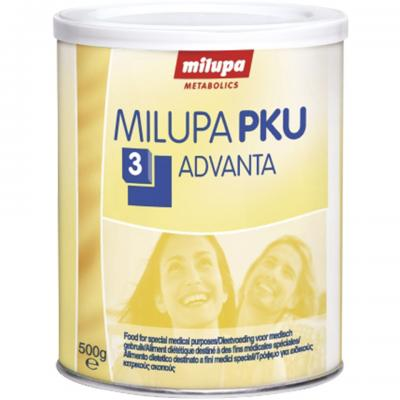 milupa
METABOLICS
MILUPA PKU
3 ADVANTA
Food for special medical purposes/Dieetvoeding voor medisch
gebruik/Aliment diététique destiné à des fins médicales spéciales/
Alimento dietetico destinato a fini medici speciali/Τρόφιμο για ειδικούς
ιατρικούς σκοπούς
500g
e